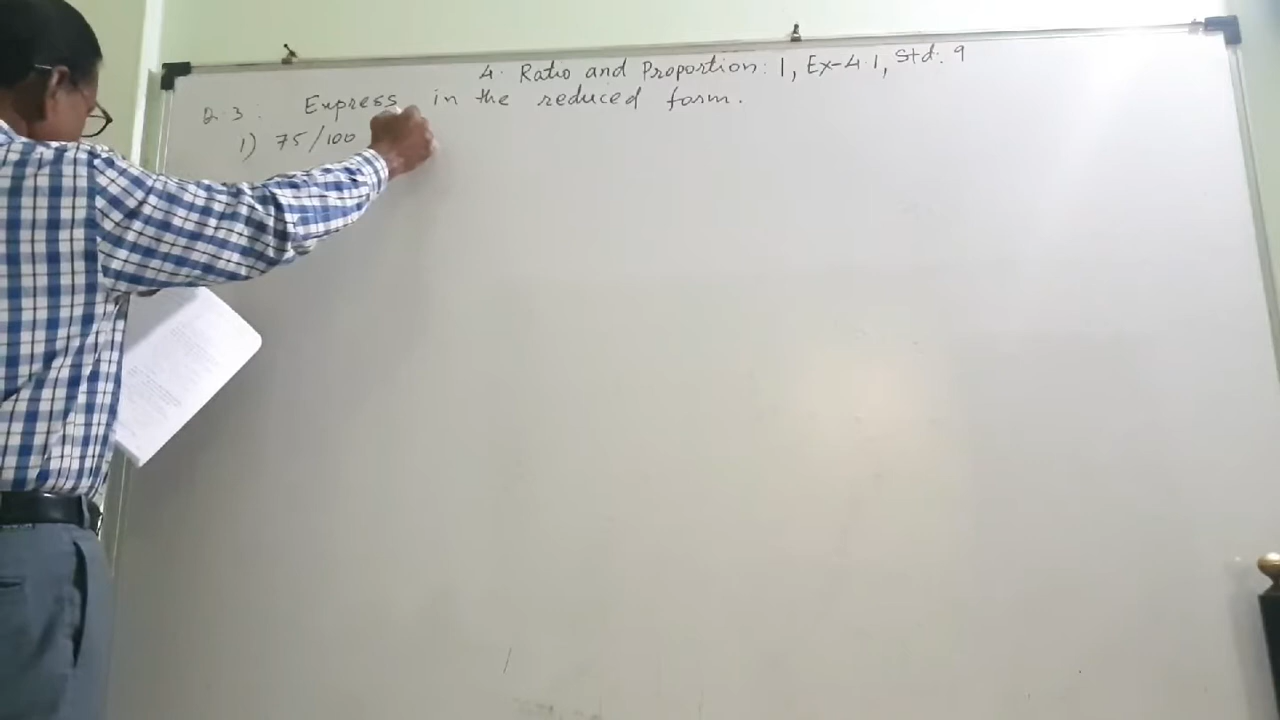 4. Ratio and Proportion: 1, Ex-4.1, Std. 9
Q. 3: Express in the reduced form.
1) 75/100